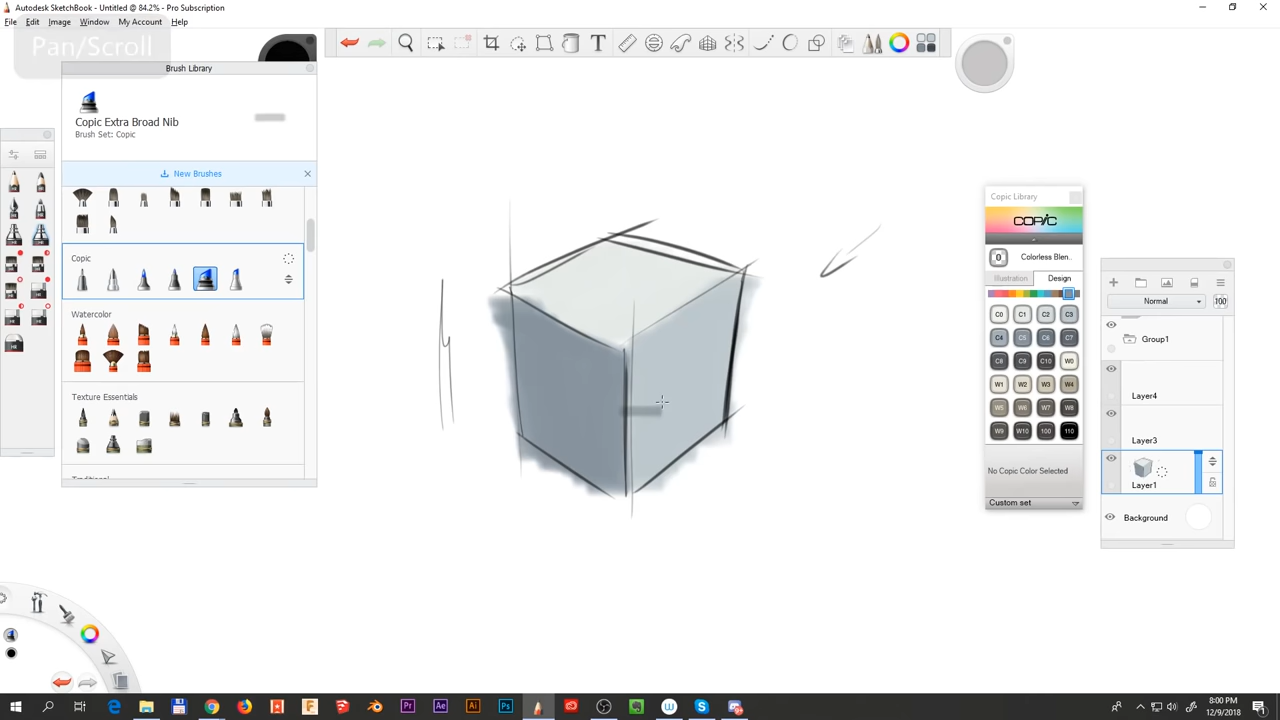 Autodesk SketchBook - Untitled @ 84.2% - Pro Subscription
File Edit Image Window My Account Help
Pan/Scroll
Brush Library
Copic Extra Broad Nib
Brush Set: Copic
New Brushes
Copic
Watercolor
Texture Essentials
Copic Library
COPIC
0 Colorless Blen..
Illustration Design
C0 C1 C2 C3
C4 C5 C6 C7
C8 C9 C10 W0
W1 W2 W3 W4
W5 W6 W7 W8
W9 W10 100 110
No Copic Color Selected
Custom set
Normal 100
Group1
Layer4
Layer3
Layer1
Background
8:00 PM
12/9/2018